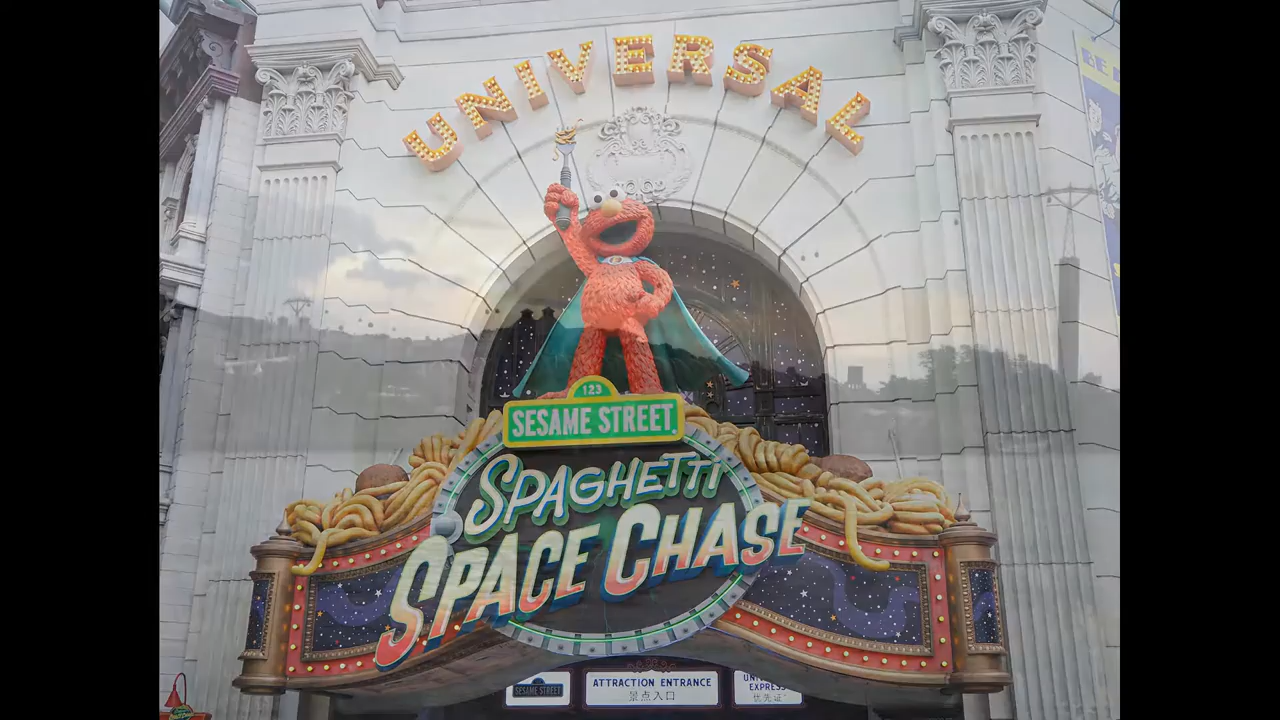 UNIVERSAL
123
SESAME STREET
SPAGHETTI
SPACE CHASE
SESAME STREET
ATTRACTION ENTRANCE
景点入口
EXPRESS
优先证